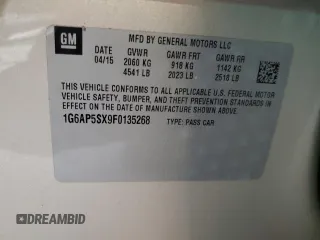 GM
MFD BY GENERAL MOTORS LLC
04/15 GVWR GAWR FRT GAWR RR
2060 KG 918 KG 1142 KG
4541 LB 2023 LB 2518 LB
THIS VEHICLE CONFORMS TO ALL APPLICABLE U.S. FEDERAL MOTOR
VEHICLE SAFETY, BUMPER, AND THEFT PREVENTION STANDARDS
IN EFFECT ON THE DATE OF MANUFACTURE SHOWN ABOVE.
1G6AP5SX9F0135268 TYPE: PASS CAR
© DREAMBID